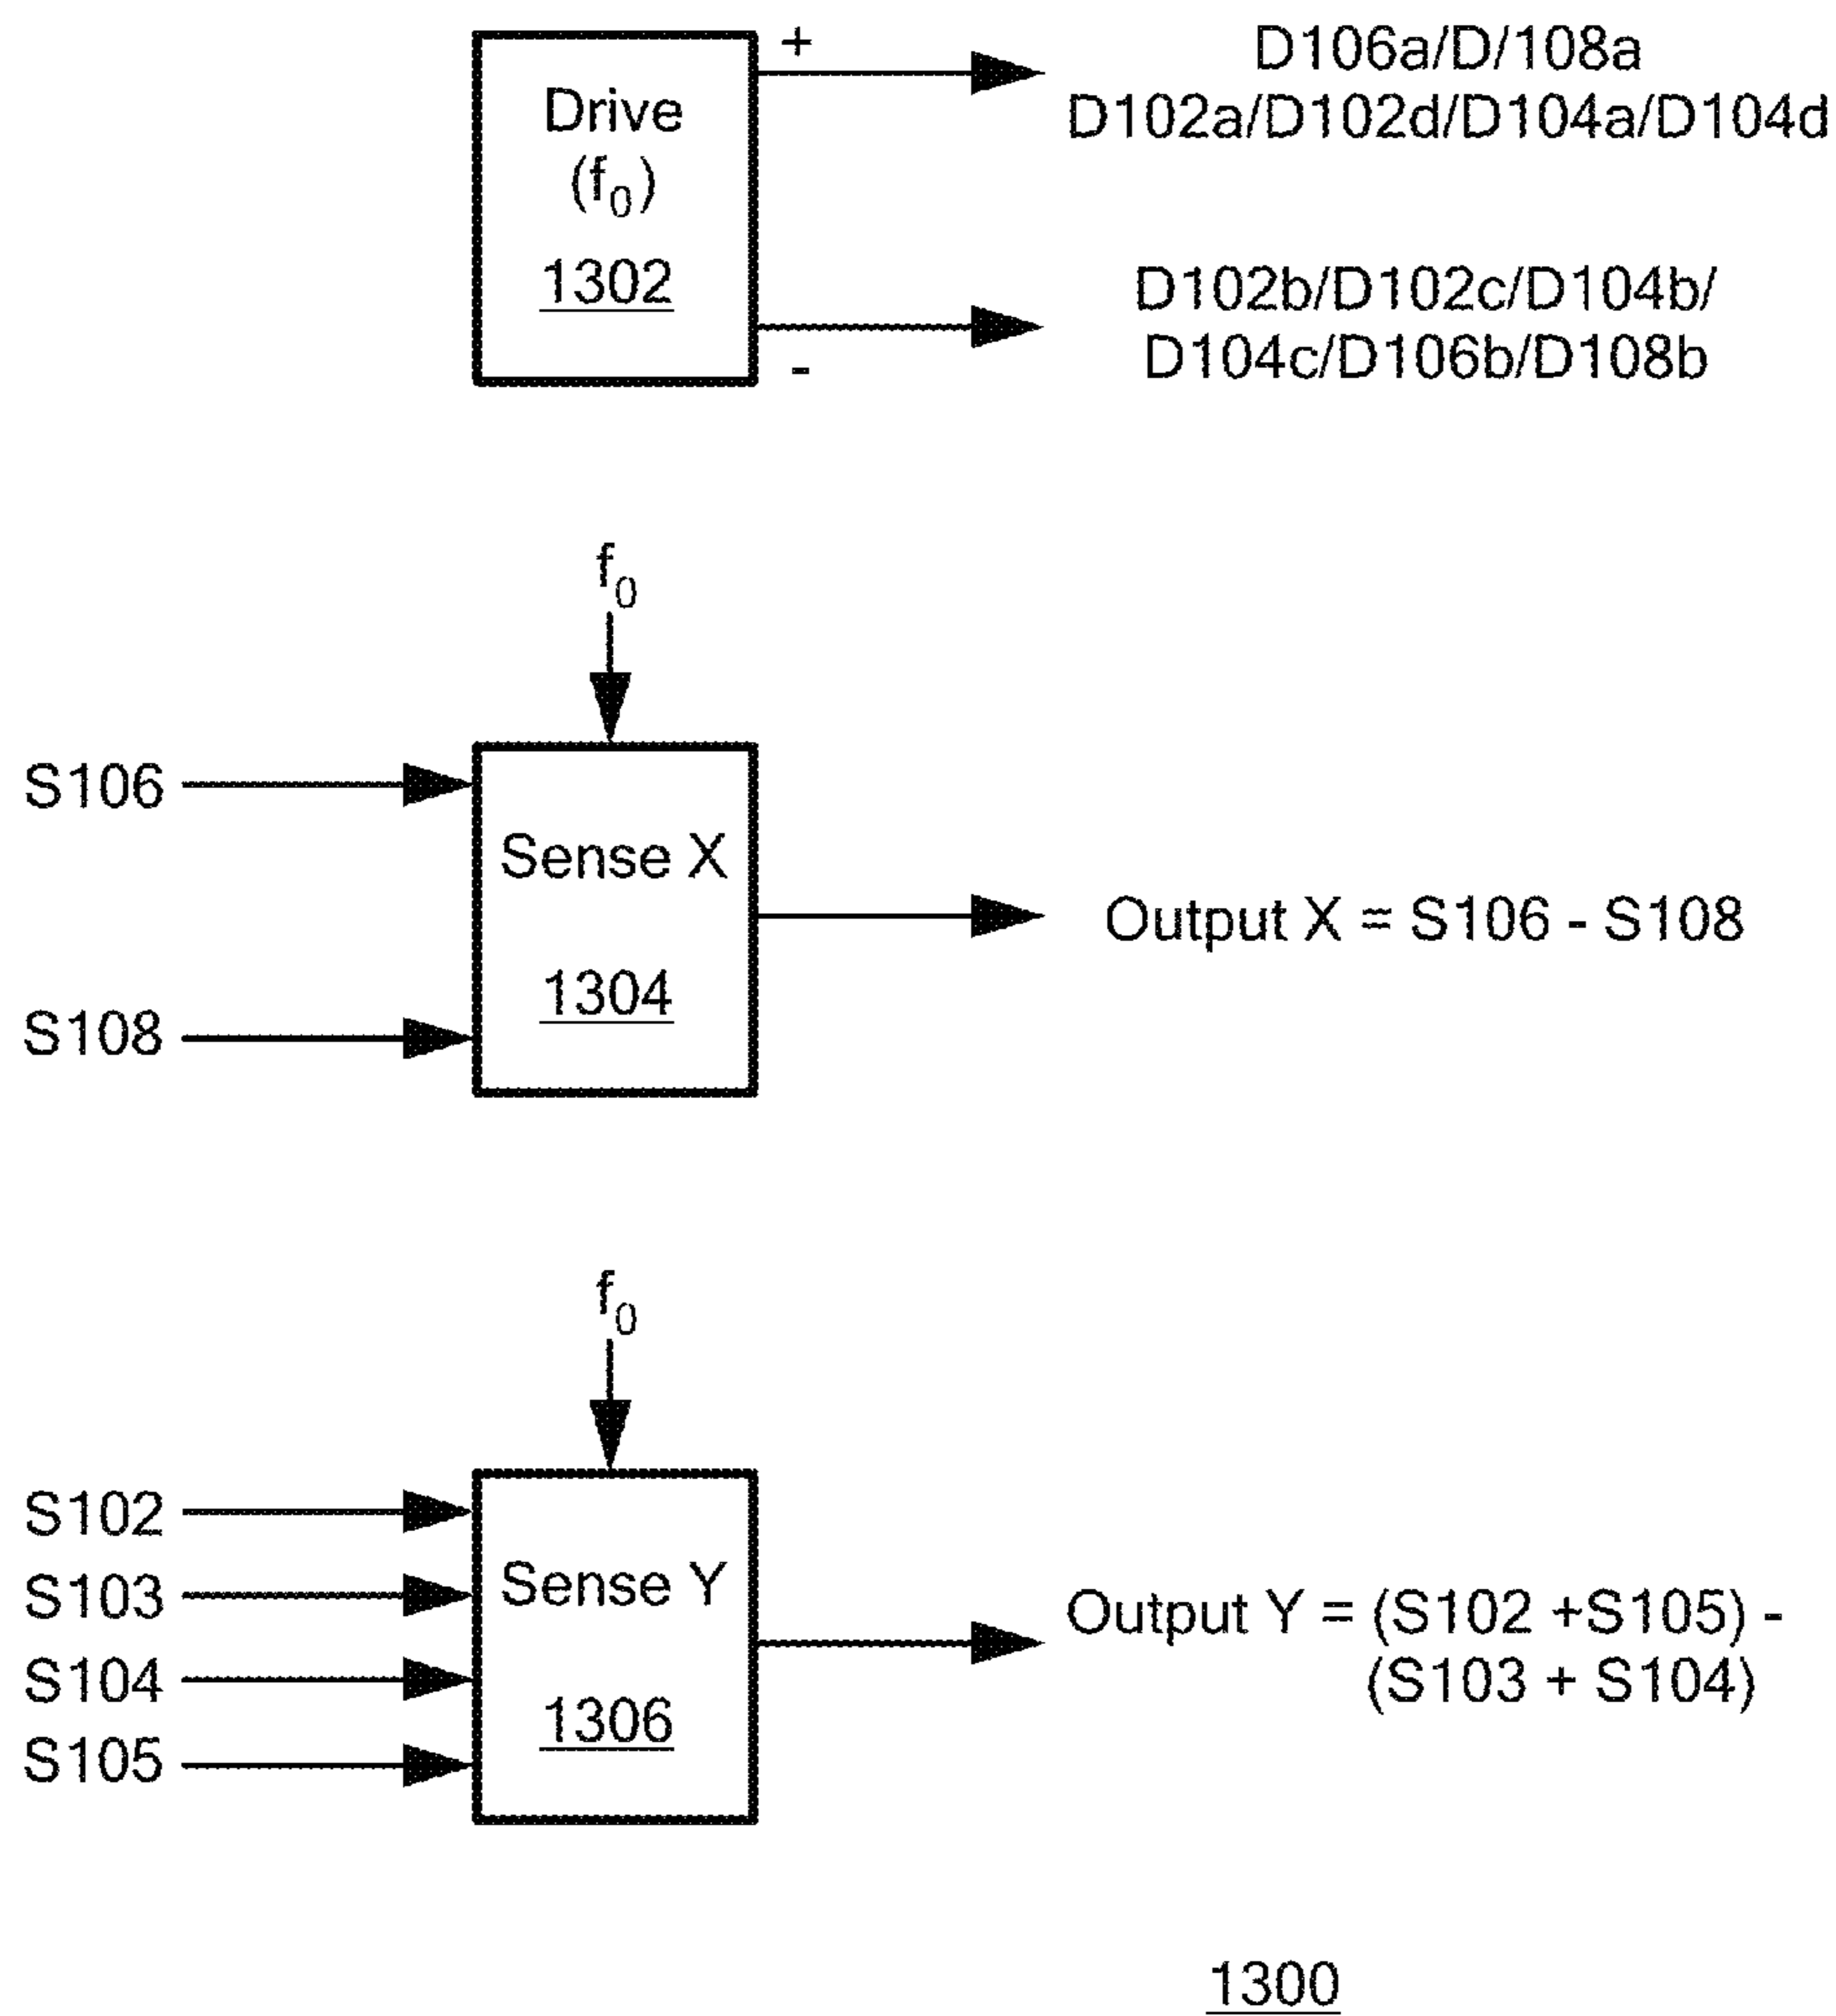 +
D106a/D/108a
Drive
D102a/D102d/D104a/D104d
(f₀)
1302
D102b/D102c/D104b/
D104c/D106b/D108b
-
f₀
S106
Sense X
Output X = S106 - S108
1304
S108
f₀
S102
Sense Y
S103
Output Y = (S102 +S105) -
(S103 + S104)
S104
1306
S105
1300